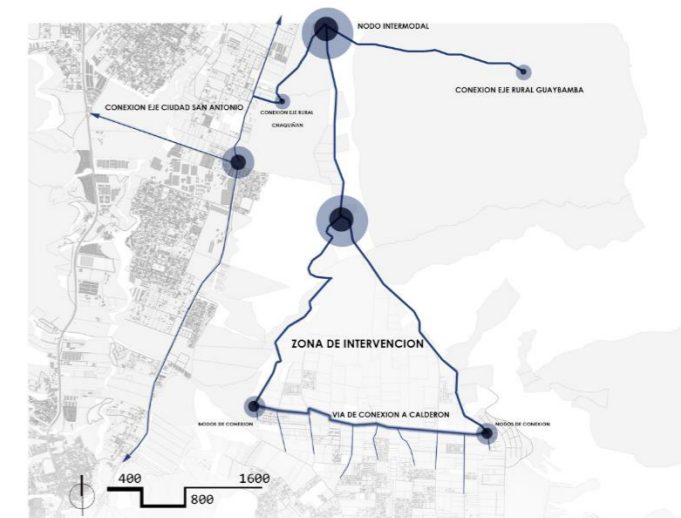 NODO INTERMODAL
CONEXION EJE RURAL GUAYBAMBA
CONEXION EJE CIUDAD SAN ANTONIO
CONEXION EJE RURAL
CHAQUIÑAN
ZONA DE INTERVENCION
VIA DE CONEXION A CALDERON
NODOS DE CONEXION
NODOS DE CONEXION
400
1600
800